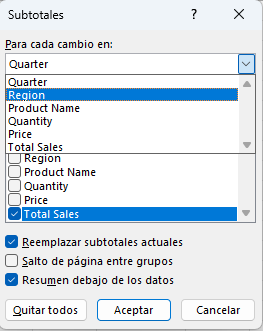 Subtotales
?
Para cada cambio en:
Quarter
Quarter
Region
Product Name
Quantity
Price
Total Sales
Region
Product Name
Quantity
Price
Total Sales
Reemplazar subtotales actuales
Salto de página entre grupos
Resumen debajo de los datos
Quitar todos Aceptar Cancelar